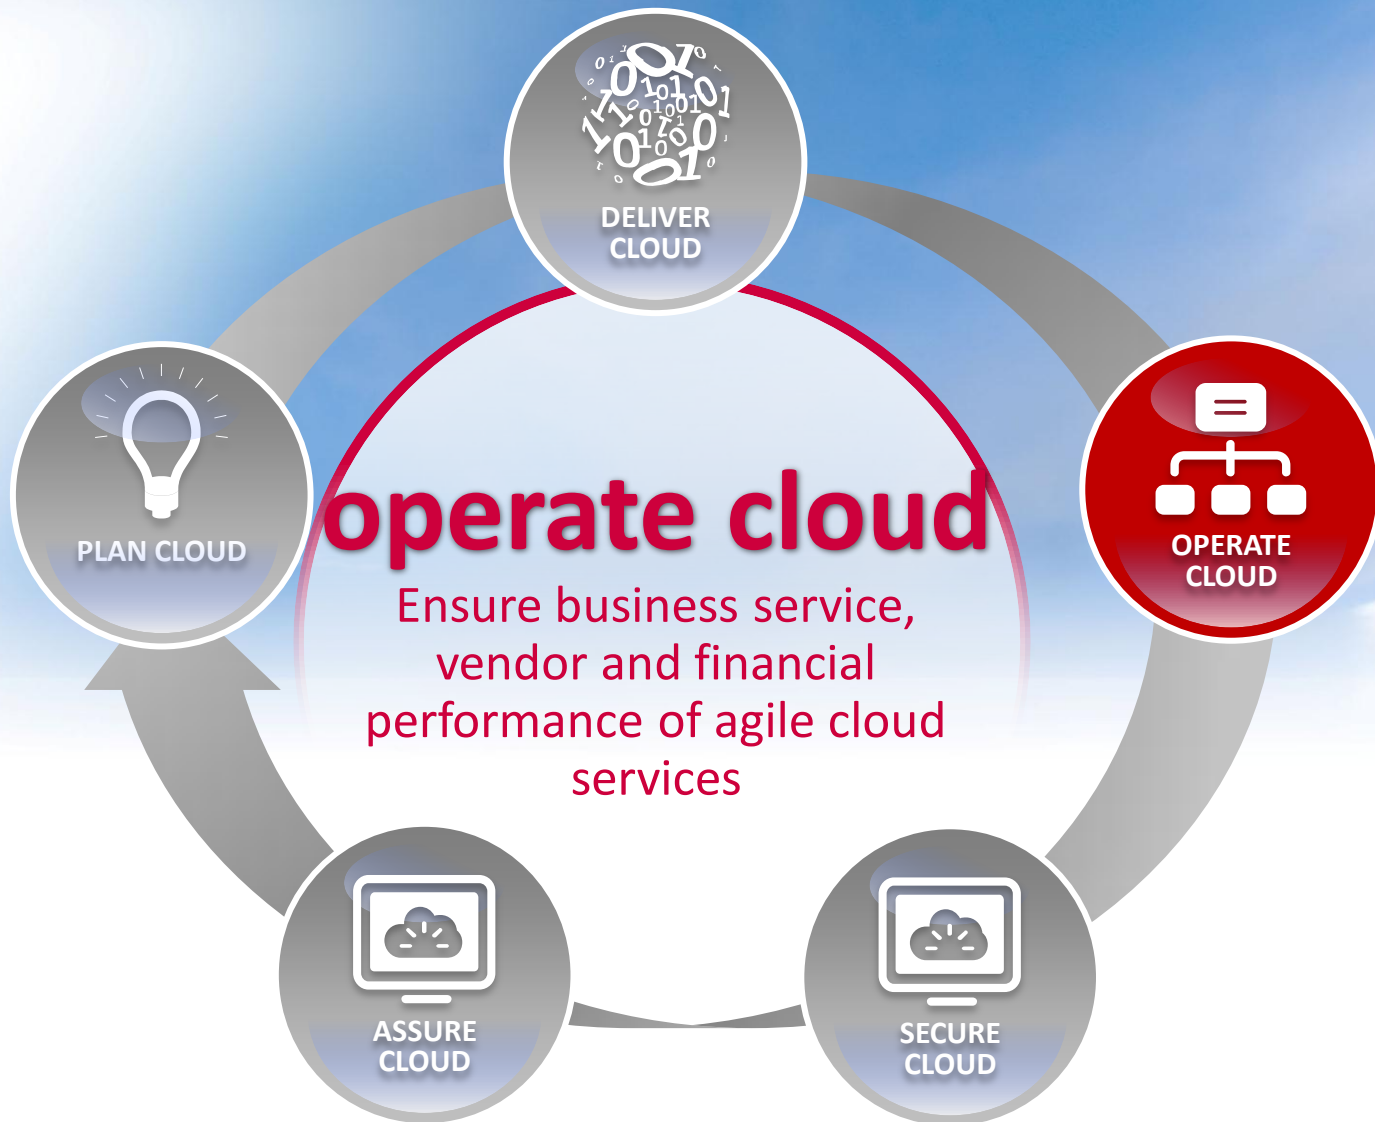 DELIVER
CLOUD
PLAN CLOUD
OPERATE
CLOUD
operate cloud
Ensure business service,
vendor and financial
performance of agile cloud
services
ASSURE
CLOUD
SECURE
CLOUD